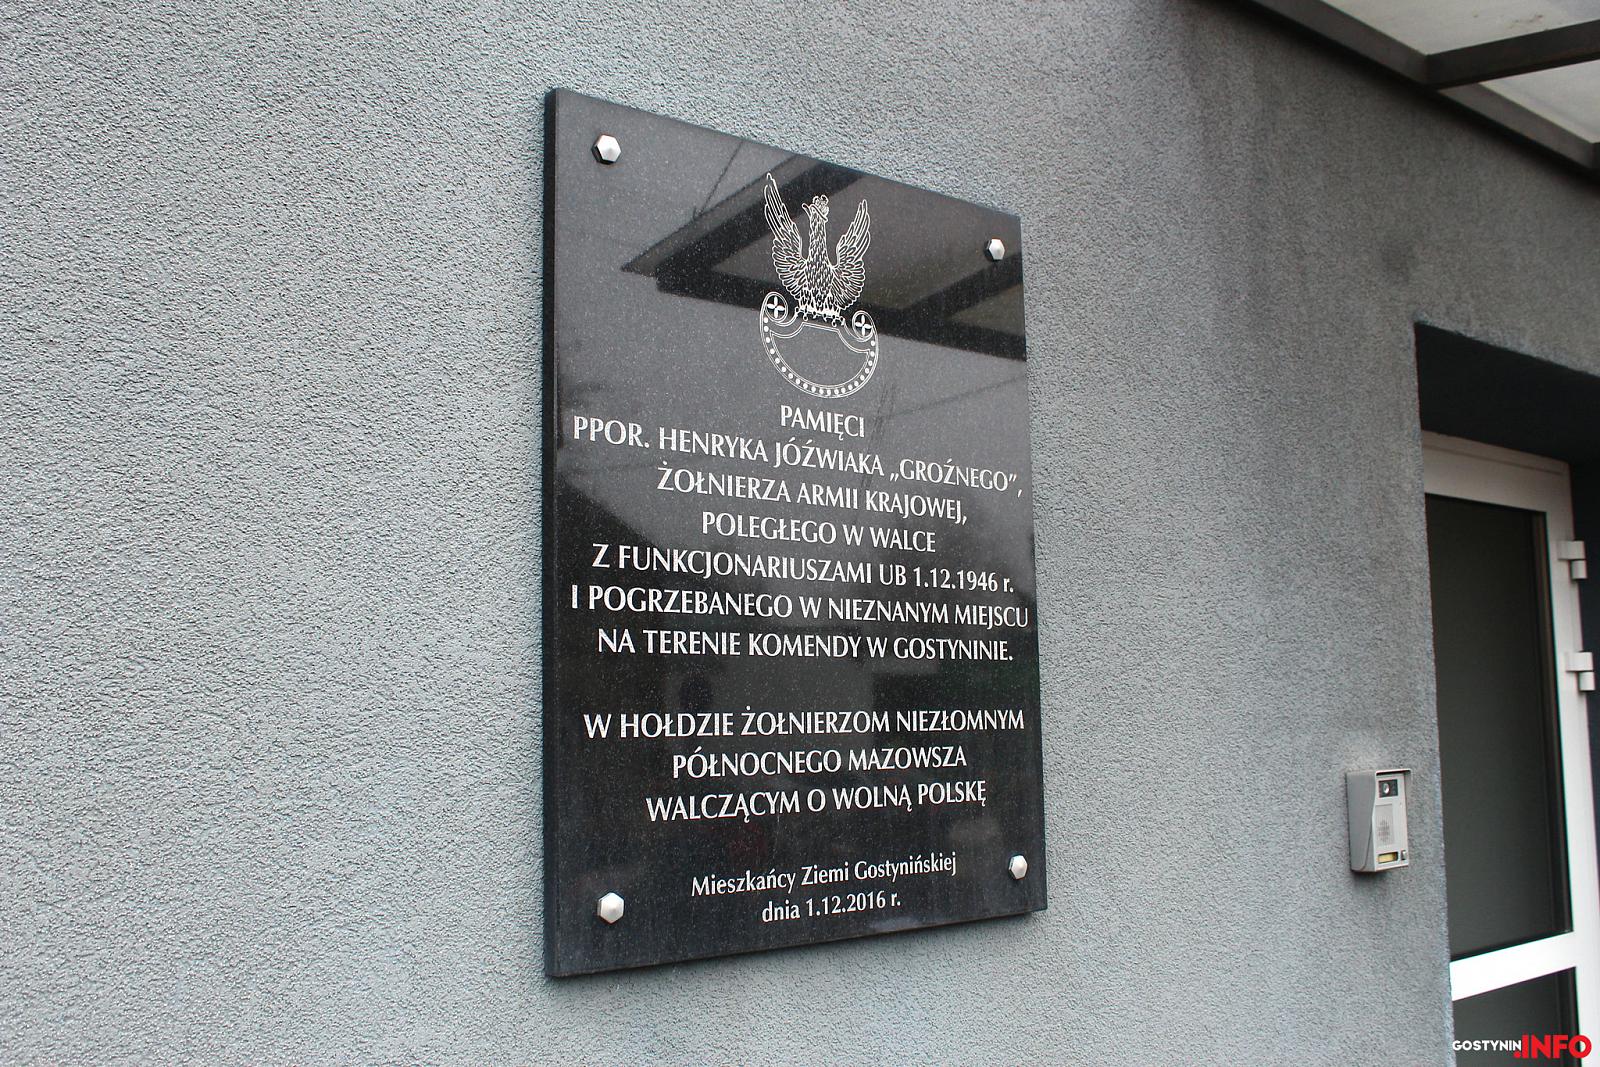 PAMIĘCI
PPOR. HENRYKA JÓŹWIAKA „GROŹNEGO”,
ŻOŁNIERZA ARMII KRAJOWEJ,
POLEGŁEGO W WALCE
Z FUNKCJONARIUSZAMI UB 1.12.1946 r.
I POGRZEBANEGO W NIEZNANYM MIEJSCU
NA TERENIE KOMENDY W GOSTYNINIE.
W HOŁDZIE ŻOŁNIERZOM NIEZŁOMNYM
PÓŁNOCNEGO MAZOWSZA
WALCZĄCYM O WOLNĄ POLSKĘ
Mieszkańcy Ziemi Gostynińskiej
dnia 1.12.2016 r.
GOSTYNIN.INFO